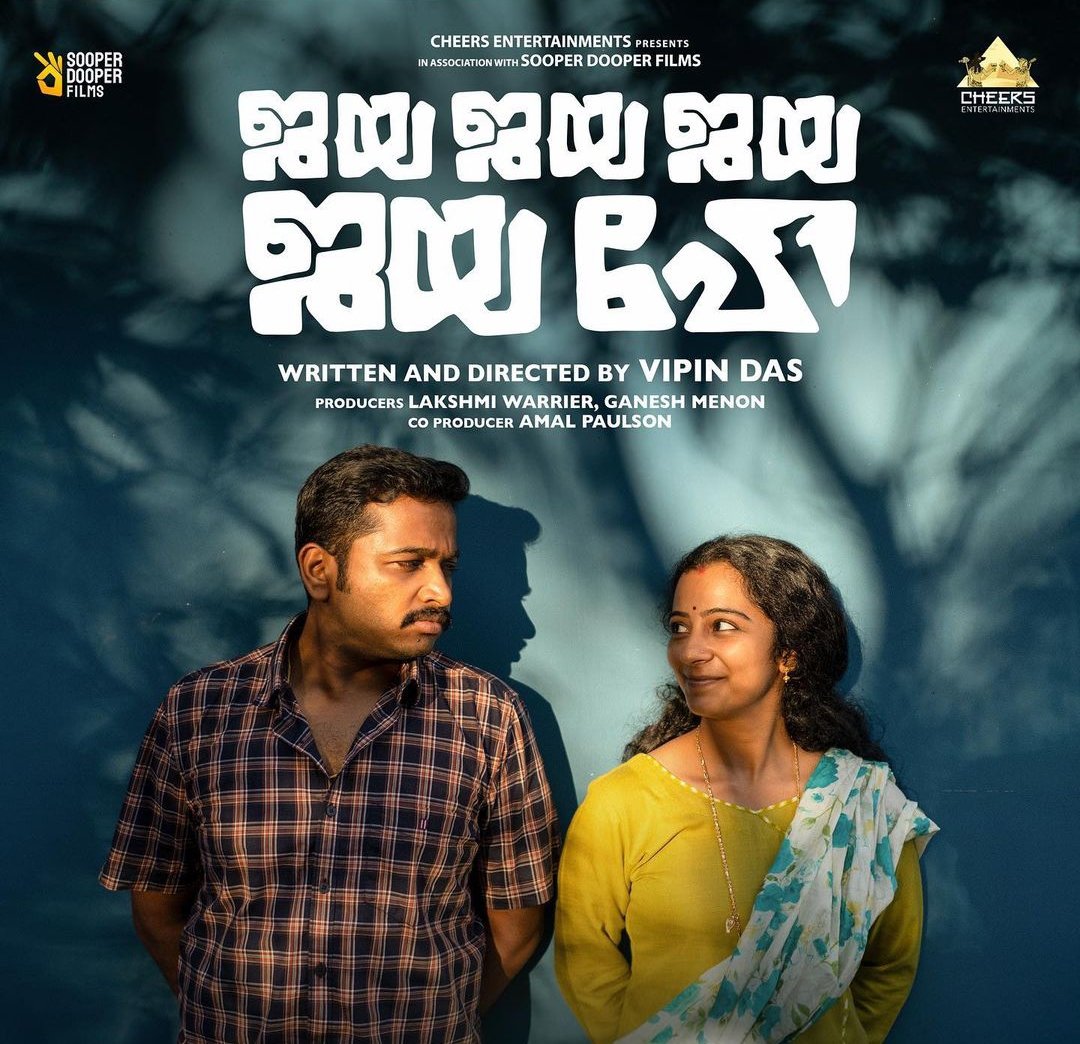 SOOPER
DOOPER
FILMS
CHEERS ENTERTAINMENTS PRESENTS
IN ASSOCIATION WITH SOOPER DOOPER FILMS
CHEERS
ENTERTAINMENTS
ജയ ജയ ജയ
ജയ ഹേ
WRITTEN AND DIRECTED BY VIPIN DAS
PRODUCERS LAKSHMI WARRIER, GANESH MENON
CO PRODUCER AMAL PAULSON